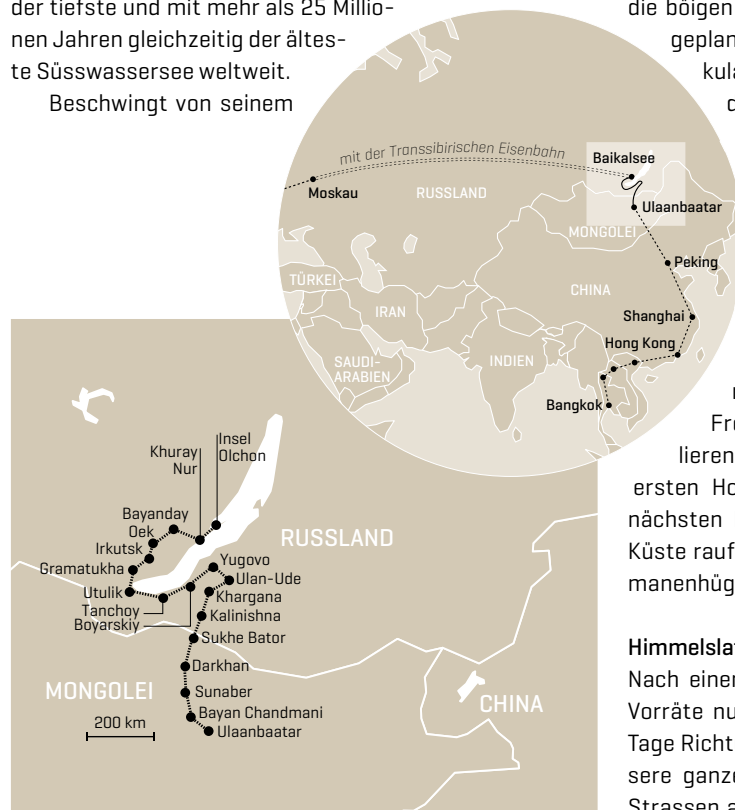 der tiefste und mit mehr als 25 Millio-
nen Jahren gleichzeitig der ältes-
te Süsswassersee weltweit.
Beschwingt von seinem
die böigen
geplan
kula
mit der Transsibirischen Eisenbahn
Baikalsee
Moskau
RUSSLAND
Ulaanbaatar
MONGOLEI
Peking
TÜRKEI
CHINA
IRAN
Shanghai
Hong Kong
SAUDI-
ARABIEN
INDIEN
Bangkok
Fre
lieren
ersten Ho
nächsten
Küste rauf
manenhüg
Himmelsla
Nach einer
Vorräte nu
Tage Richt
sere ganze
Strassen a
Insel
Olchon
Khuray
Nur
Bayanday
Oek
Irkutsk
Gramatukha
Utulik
Tanchoy
Boyarskiy
RUSSLAND
Yugovo
Ulan-Ude
Khargana
Kalinishna
Sukhe Bator
Darkhan
MONGOLEI
Sunaber
CHINA
200 km
Bayan Chandmani
Ulaanbaatar